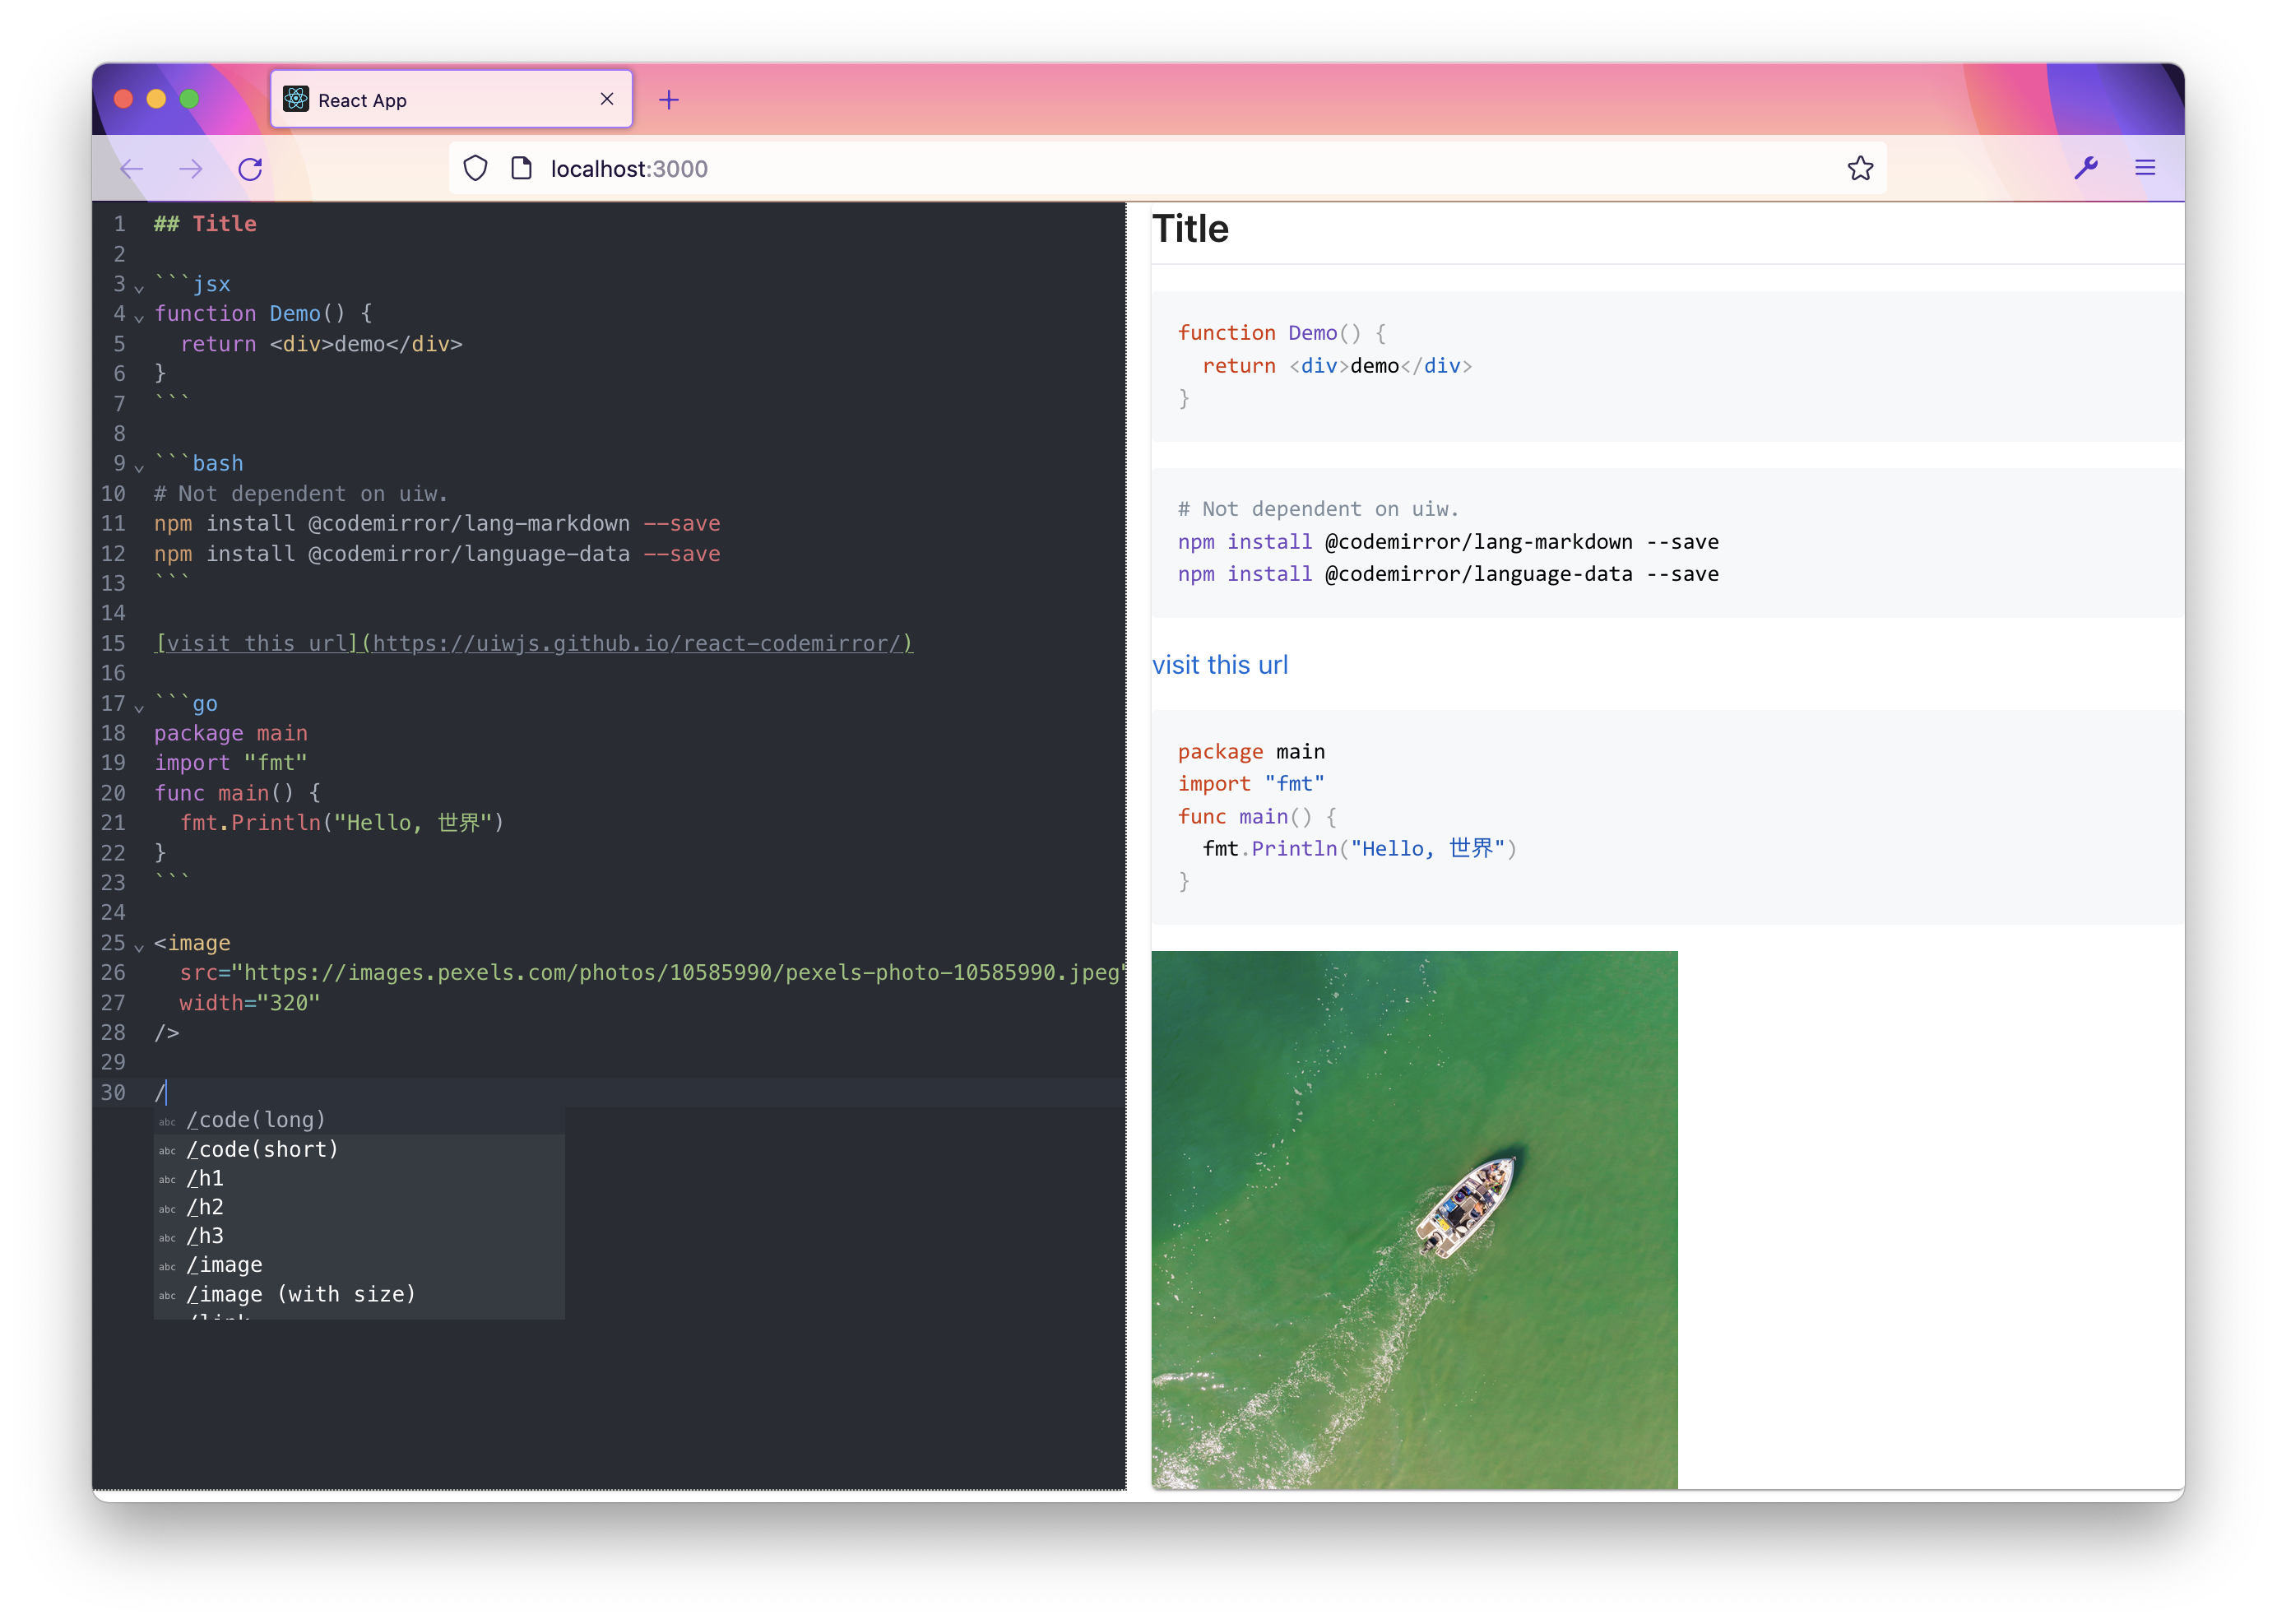 React App
localhost:3000
1 ## Title
2
3 ```jsx
4 function Demo() {
5   return <div>demo</div>
6 }
7 ```
8
9 ```bash
10 # Not dependent on uiw.
11 npm install @codemirror/lang-markdown --save
12 npm install @codemirror/language-data --save
13 ```
14
15 [visit this url](https://uiwjs.github.io/react-codemirror/)
16
17 ```go
18 package main
19 import "fmt"
20 func main() {
21   fmt.Println("Hello, 世界")
22 }
23 ```
24
25 <image
26   src="https://images.pexels.com/photos/10585990/pexels-photo-10585990.jpeg"
27   width="320"
28 />
29
30 /
abc /code(long)
abc /code(short)
abc /h1
abc /h2
abc /h3
abc /image
abc /image (with size)
/link
Title
function Demo() {
  return <div>demo</div>
}
# Not dependent on uiw.
npm install @codemirror/lang-markdown --save
npm install @codemirror/language-data --save
visit this url
package main
import "fmt"
func main() {
  fmt.Println("Hello, 世界")
}